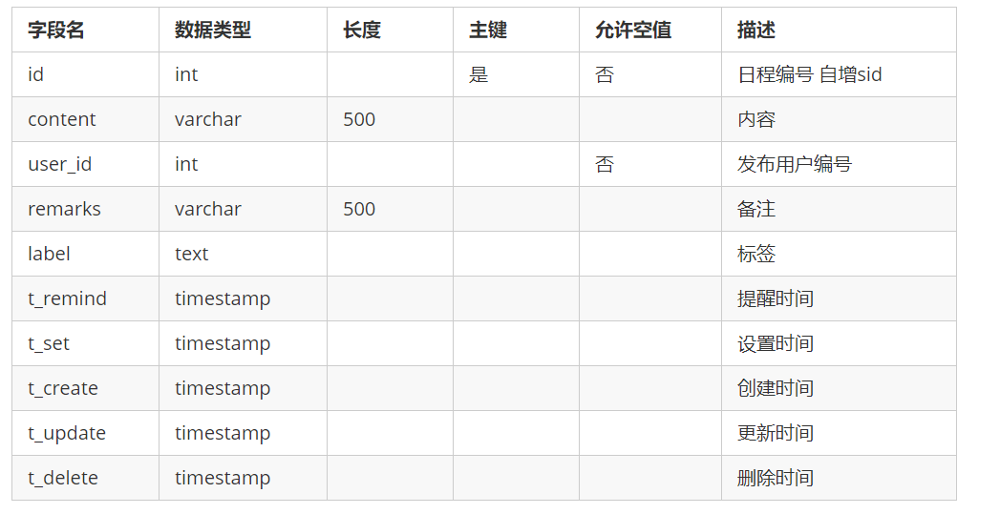 字段名 数据类型 长度 主键 允许空值 描述
id int 是 否 日程编号 自增sid
content varchar 500 内容
user_id int 否 发布用户编号
remarks varchar 500 备注
label text 标签
t_remind timestamp 提醒时间
t_set timestamp 设置时间
t_create timestamp 创建时间
t_update timestamp 更新时间
t_delete timestamp 删除时间